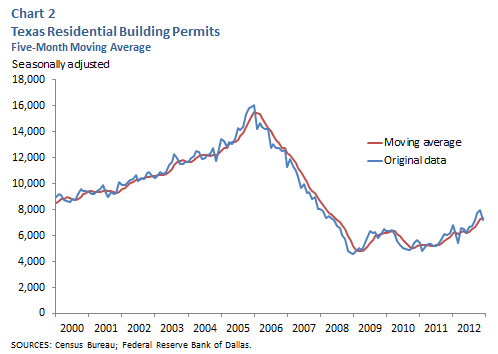 Chart 2
Texas Residential Building Permits
Five-Month Moving Average
Seasonally adjusted
18,000
16,000
14,000
12,000
10,000
8,000
6,000
4,000
2,000
0
Moving average
Original data
2000 2001 2002 2003 2004 2005 2006 2007 2008 2009 2010 2011 2012
SOURCES: Census Bureau; Federal Reserve Bank of Dallas.